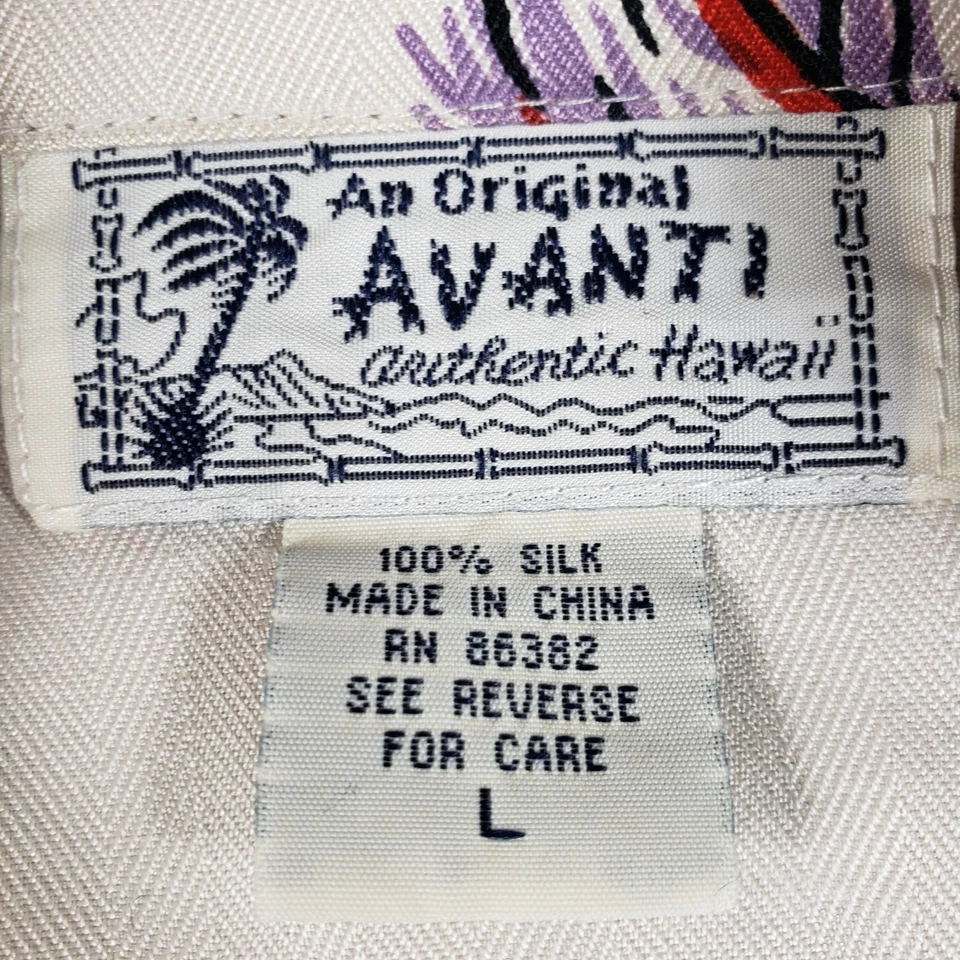 An Original
AVANTI
authentic Hawaii
100% SILK
MADE IN CHINA
RN 86382
SEE REVERSE
FOR CARE
L